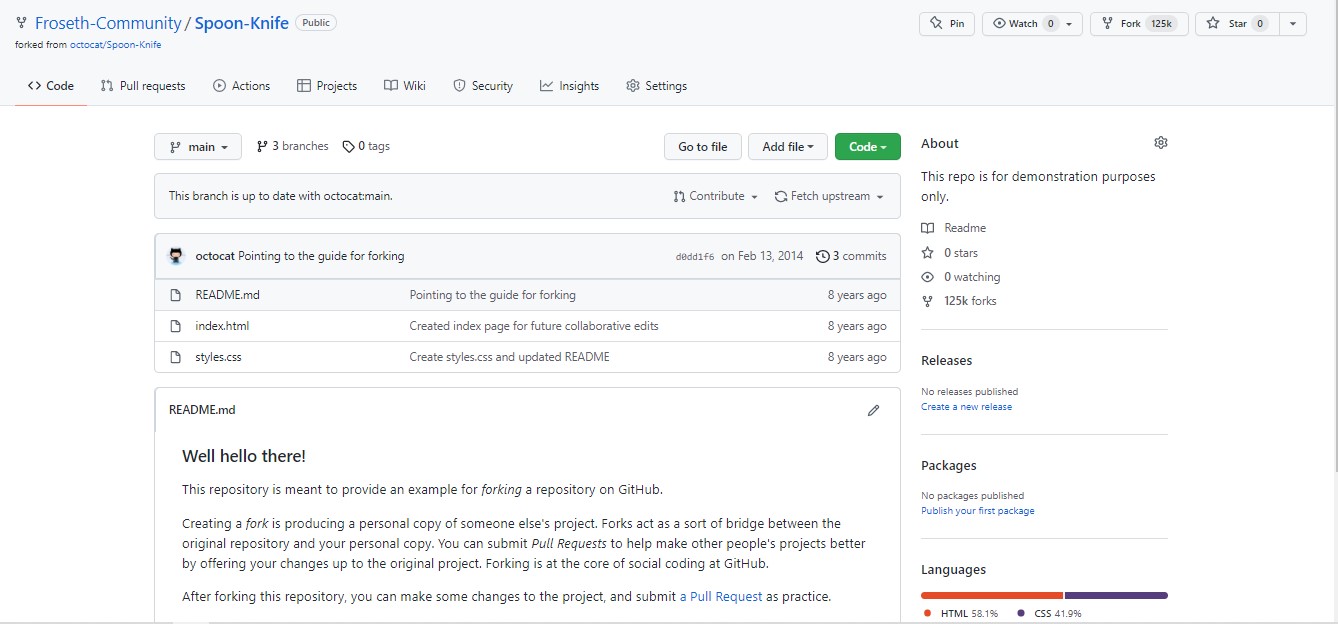 Froseth-Community / Spoon-Knife Public
Pin Watch 0 Fork 125k Star 0
forked from octocat/Spoon-Knife
<> Code Pull requests Actions Projects Wiki Security Insights Settings
main 3 branches 0 tags Go to file Add file Code
This branch is up to date with octocat:main. Contribute Fetch upstream
octocat Pointing to the guide for forking d0dd1f6 on Feb 13, 2014 3 commits
README.md Pointing to the guide for forking 8 years ago
index.html Created index page for future collaborative edits 8 years ago
styles.css Create styles.css and updated README 8 years ago
README.md
Well hello there!
This repository is meant to provide an example for forking a repository on GitHub.
Creating a fork is producing a personal copy of someone else's project. Forks act as a sort of bridge between the
original repository and your personal copy. You can submit Pull Requests to help make other people's projects better
by offering your changes up to the original project. Forking is at the core of social coding at GitHub.
After forking this repository, you can make some changes to the project, and submit a Pull Request as practice.
About
This repo is for demonstration purposes
only.
Readme
0 stars
0 watching
125k forks
Releases
No releases published
Create a new release
Packages
No packages published
Publish your first package
Languages
HTML 58.1% CSS 41.9%